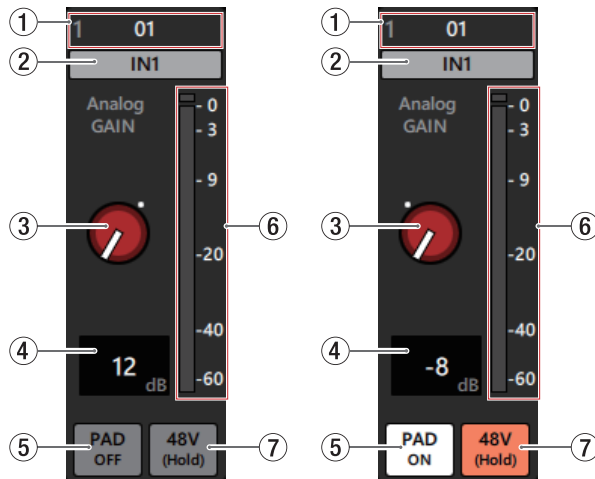 ① 1 01
② IN1
Analog
GAIN
- 0
- 3
- 9
③ ⑥
-20
-40
④ 12 dB
-60
⑤ PAD
OFF
48V
(Hold) ⑦
① 1 01
② IN1
Analog
GAIN
- 0
- 3
- 9
③ ⑥
-20
-40
④ -8 dB
-60
⑤ PAD
ON
48V
(Hold) ⑦